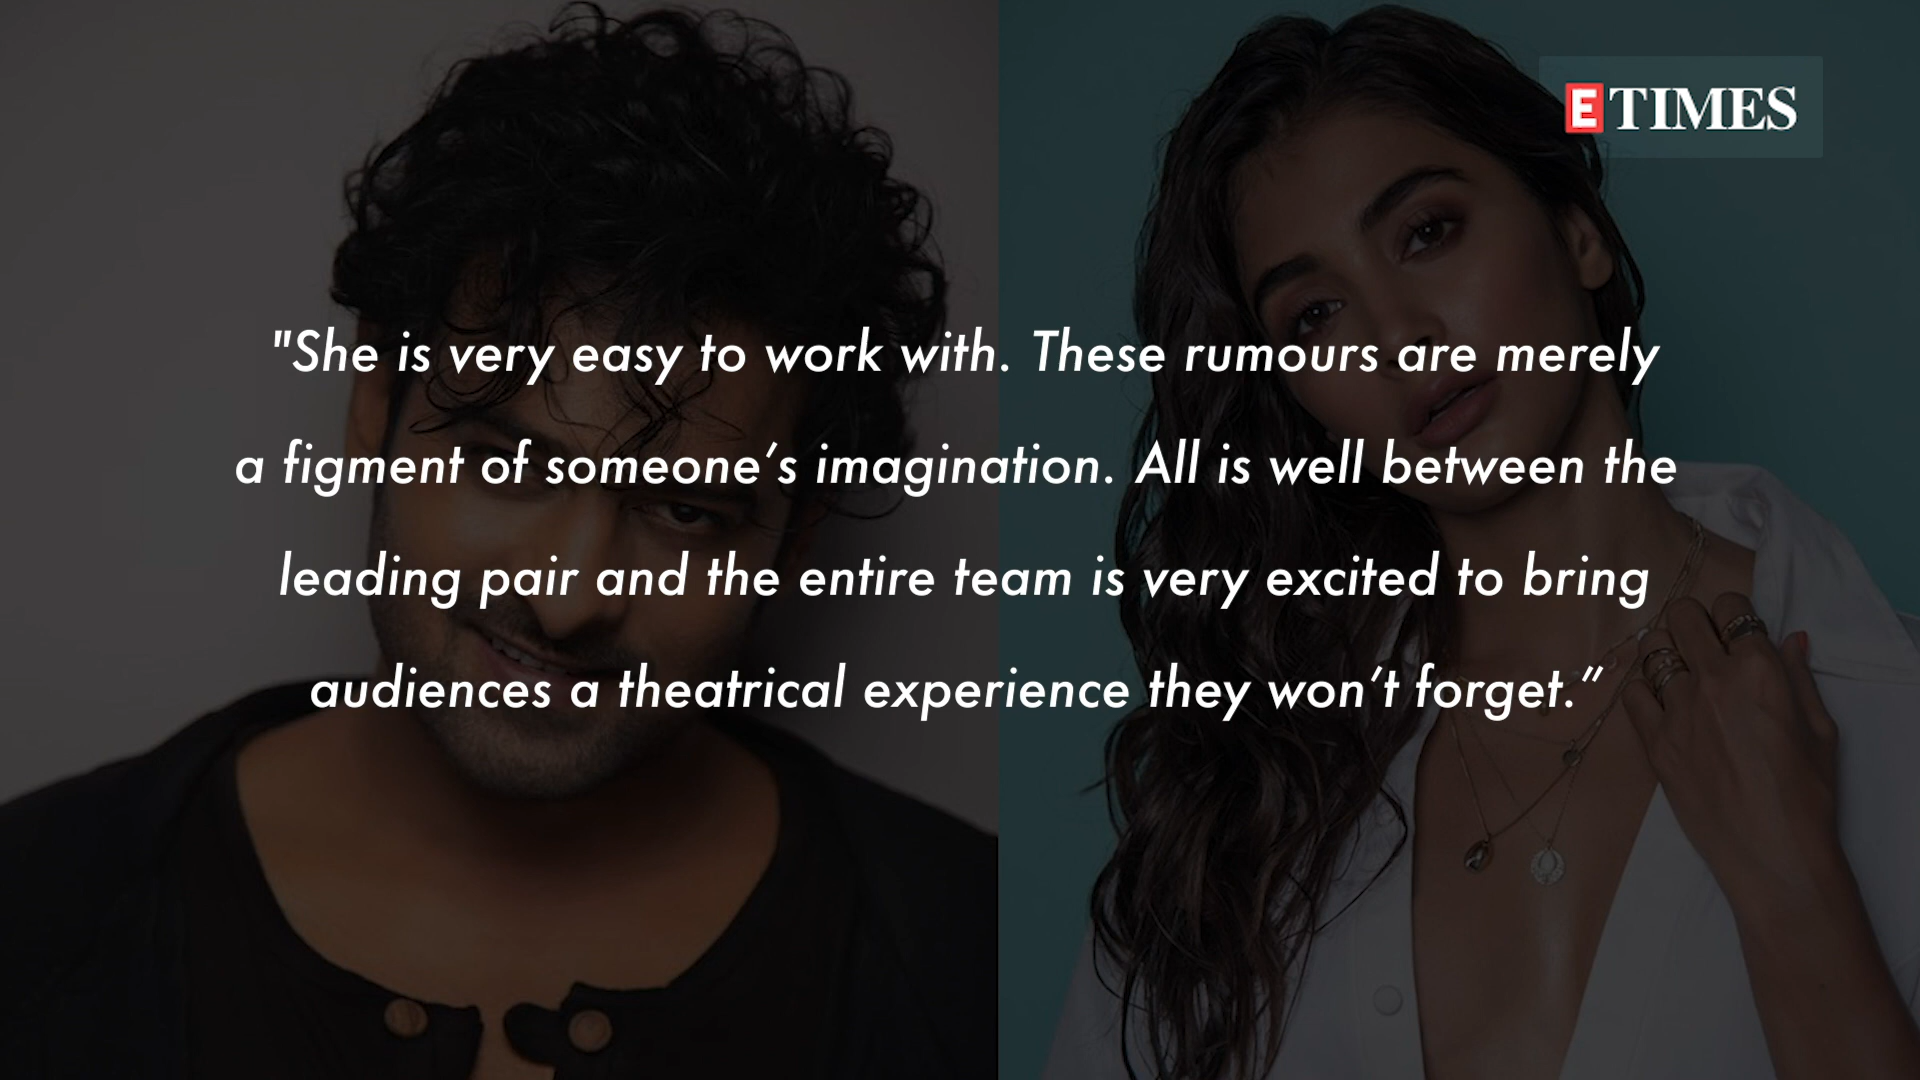 E TIMES
"She is very easy to work with. These rumours are merely
a figment of someone’s imagination. All is well between the
leading pair and the entire team is very excited to bring
audiences a theatrical experience they won’t forget.”